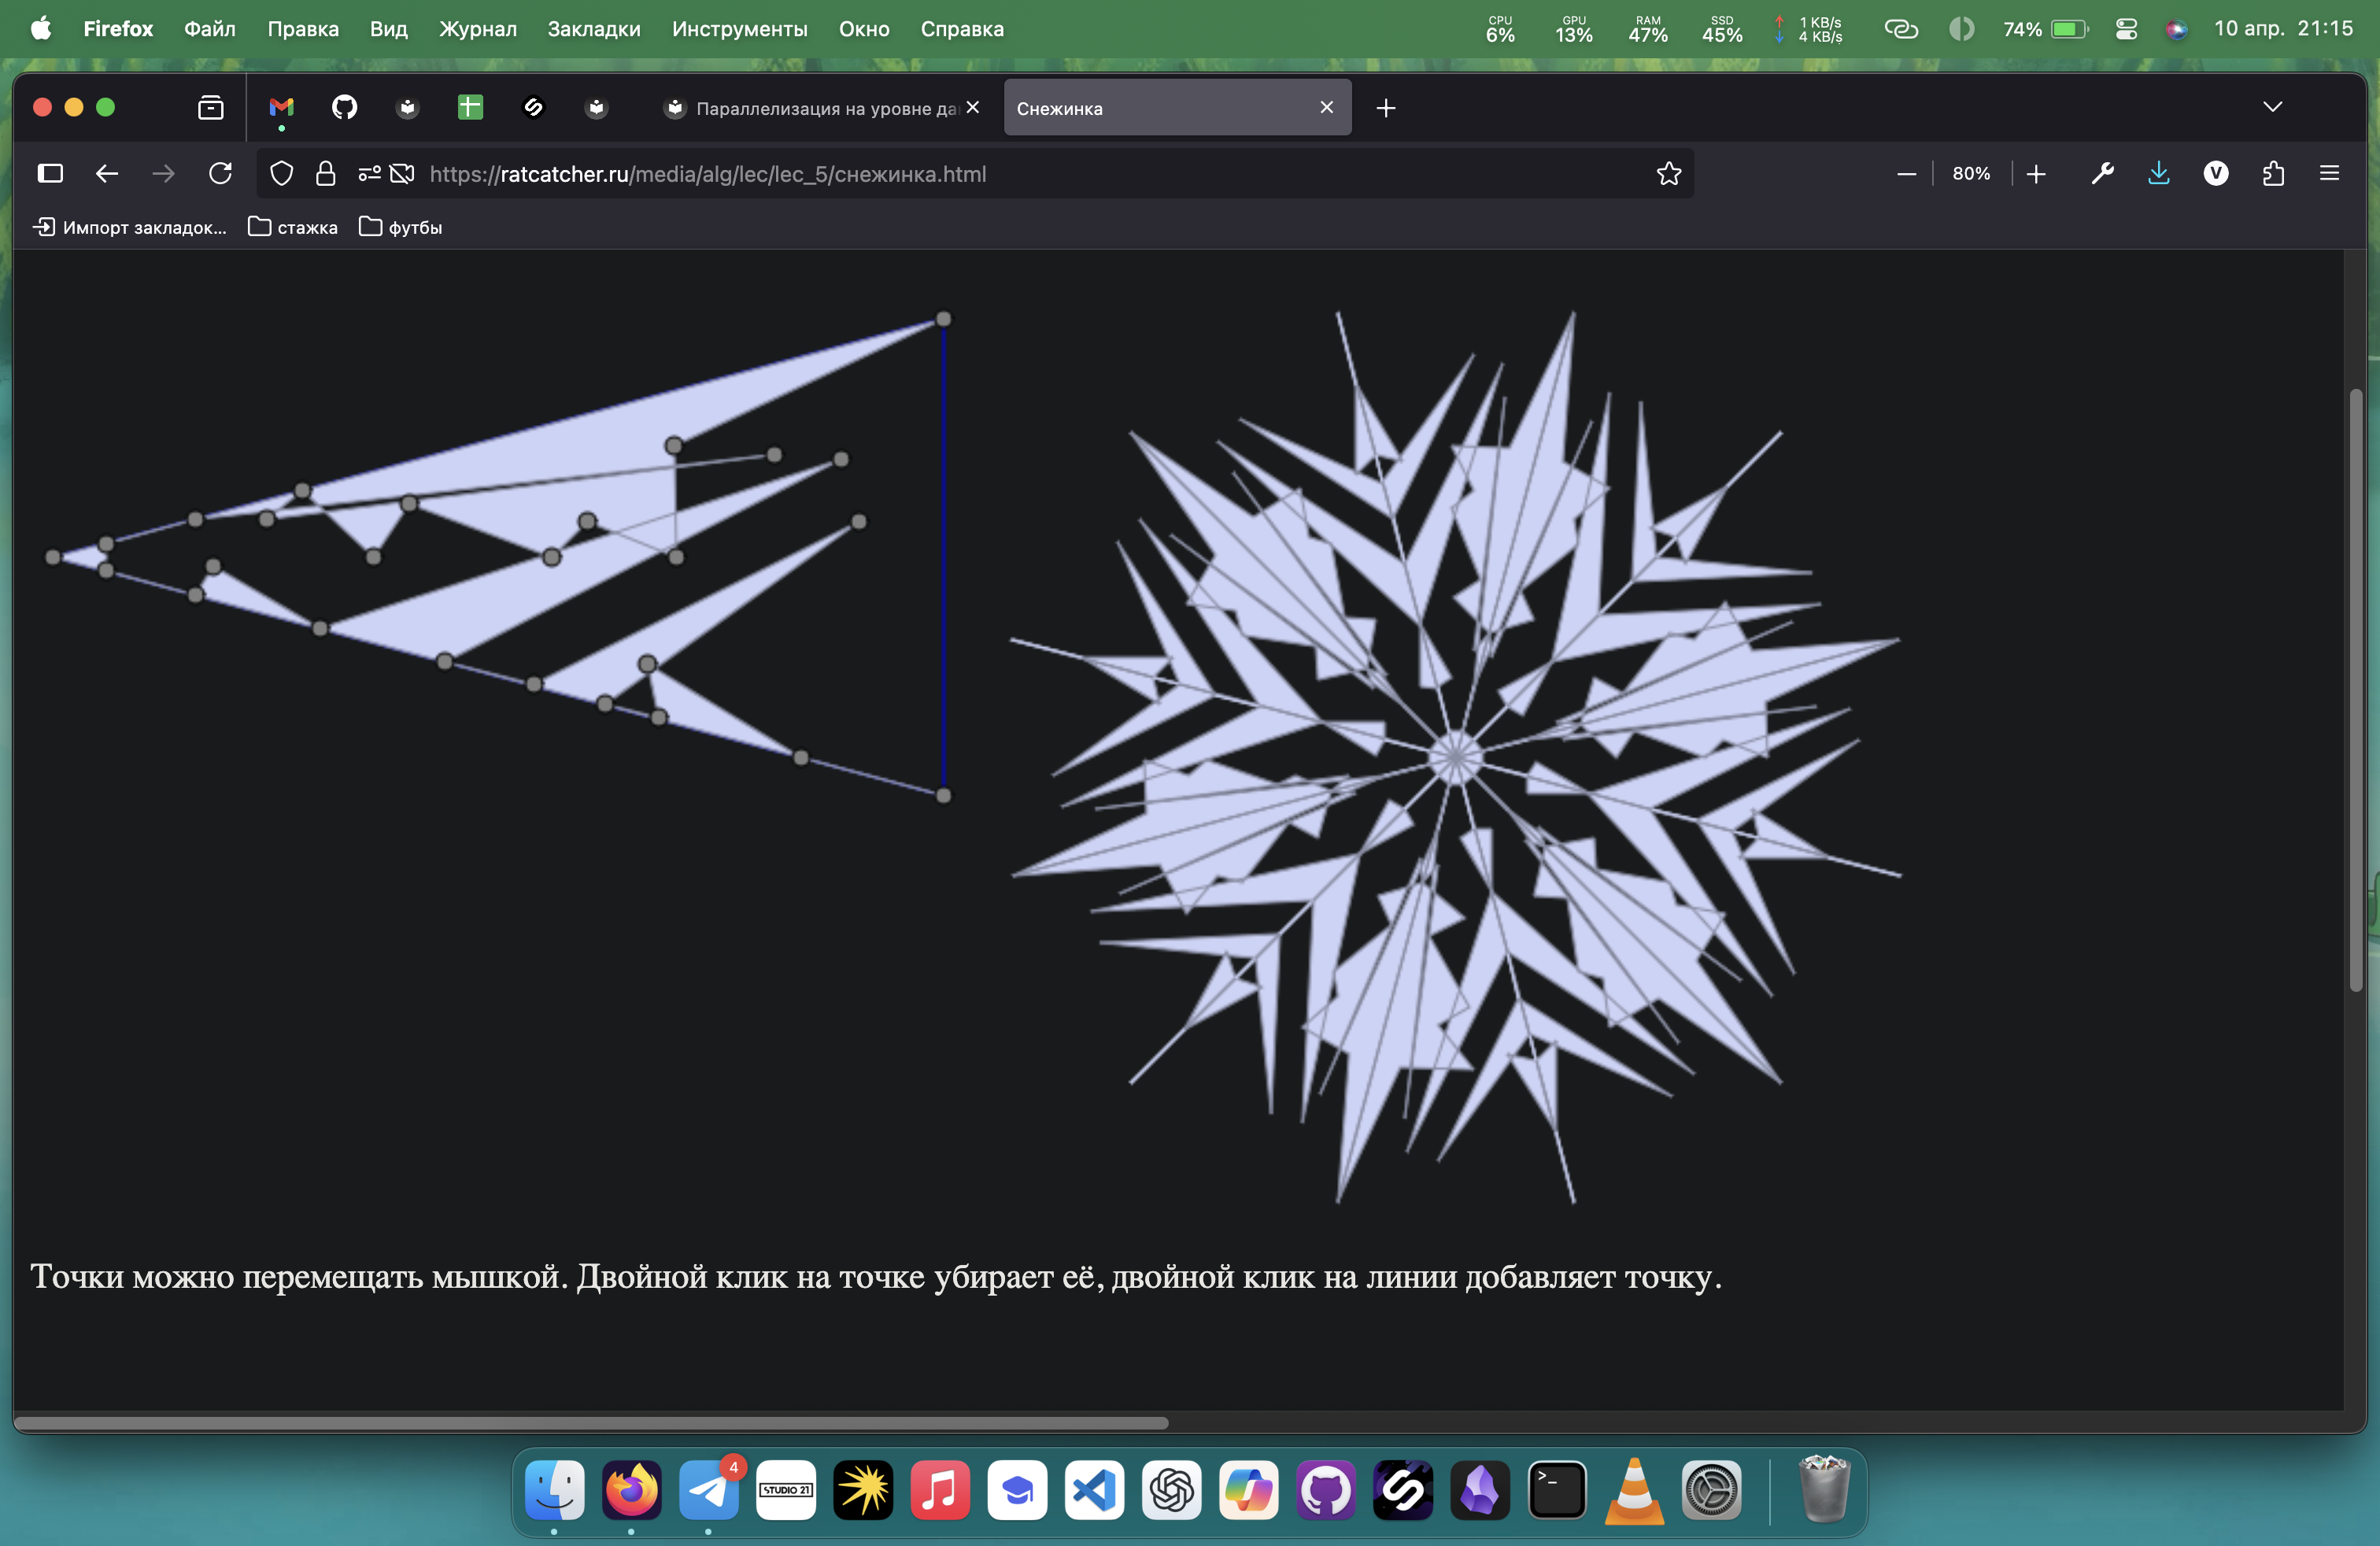 Firefox Файл Правка Вид Журнал Закладки Инструменты Окно Справка
CPU 6% GPU 13% RAM 47% SSD 45% 1 KB/s 4 KB/s 74% 10 апр. 21:15
Параллелизация на уровне да
Снежинка
https://ratcatcher.ru/media/alg/lec/lec_5/снежинка.html
80%
V
Импорт закладок... стажка футбы
Точки можно перемещать мышкой. Двойной клик на точке убирает её, двойной клик на линии добавляет точку.
4
STUDIO 21
>_